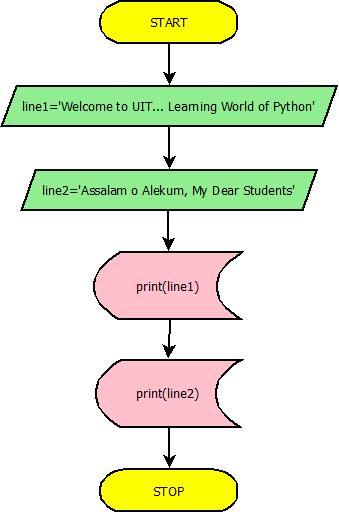 START
line1='Welcome to UIT... Learning World of Python'
line2='Assalam o Alekum, My Dear Students'
print(line1)
print(line2)
STOP